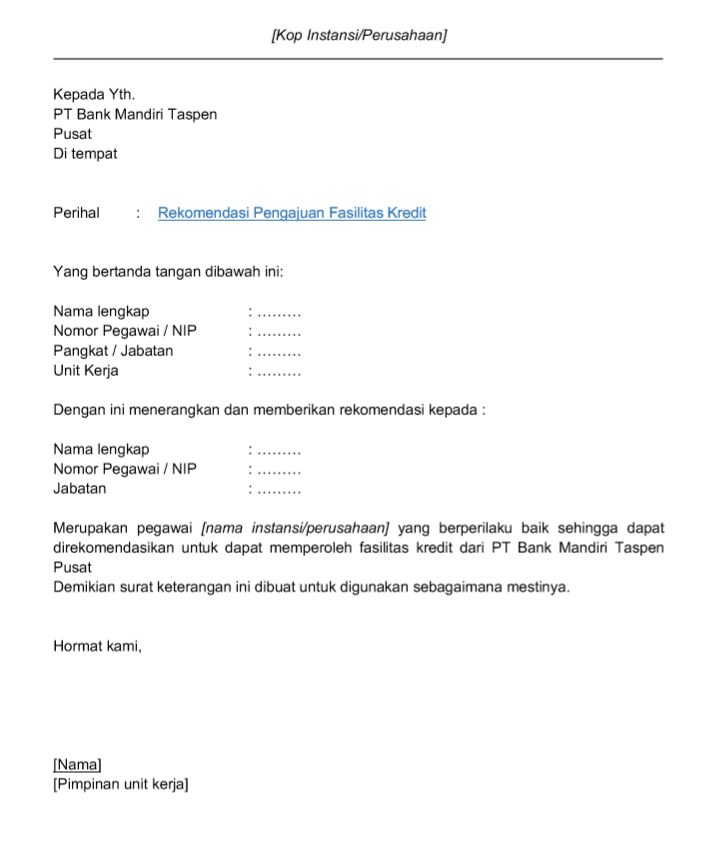 [Kop Instansi/Perusahaan]
Kepada Yth.
PT Bank Mandiri Taspen
Pusat
Di tempat
Perihal : Rekomendasi Pengajuan Fasilitas Kredit
Yang bertanda tangan dibawah ini:
Nama lengkap : .........
Nomor Pegawai / NIP : .........
Pangkat / Jabatan : .........
Unit Kerja : .........
Dengan ini menerangkan dan memberikan rekomendasi kepada :
Nama lengkap : .........
Nomor Pegawai / NIP : .........
Jabatan : .........
Merupakan pegawai [nama instansi/perusahaan] yang berperilaku baik sehingga dapat
direkomendasikan untuk dapat memperoleh fasilitas kredit dari PT Bank Mandiri Taspen
Pusat
Demikian surat keterangan ini dibuat untuk digunakan sebagaimana mestinya.
Hormat kami,
[Nama]
[Pimpinan unit kerja]